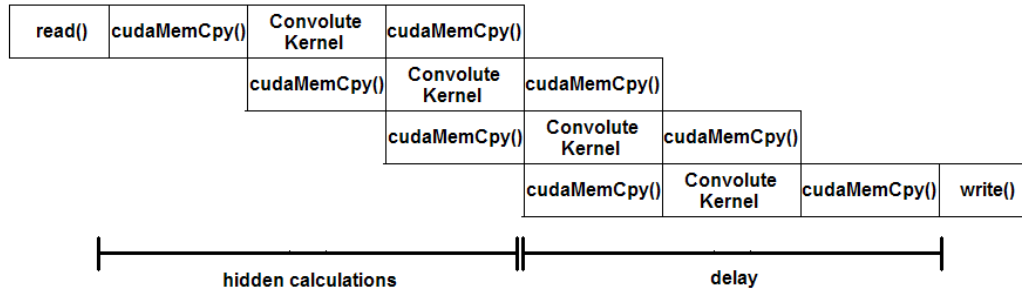 read() cudaMemCpy() Convolute Kernel cudaMemCpy()
cudaMemCpy() Convolute Kernel cudaMemCpy()
cudaMemCpy() Convolute Kernel cudaMemCpy()
cudaMemCpy() Convolute Kernel cudaMemCpy() write()
hidden calculations delay